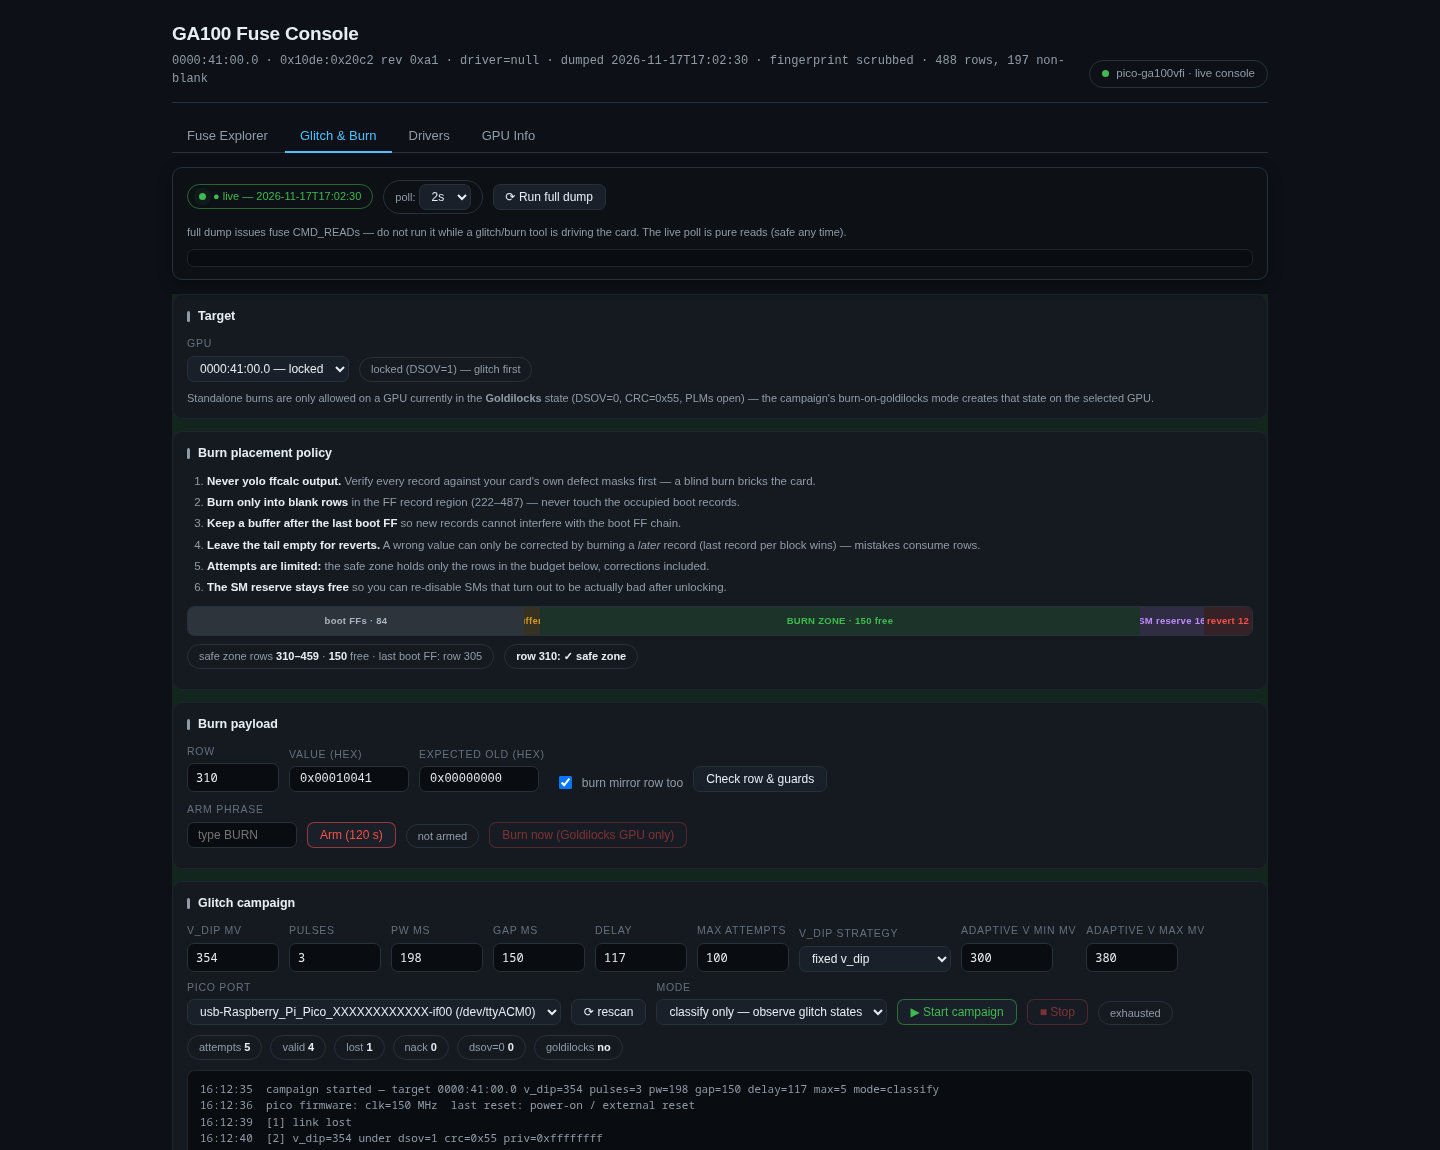 GA100 Fuse Console
0000:41:00.0 · 0x10de:0x20c2 rev 0xa1 · driver=null · dumped 2026-11-17T17:02:30 · fingerprint scrubbed · 488 rows, 197 non-
blank
pico-ga100vfi · live console
Fuse Explorer Glitch & Burn Drivers GPU Info
● live — 2026-11-17T17:02:30 poll: 2s ⟳ Run full dump
full dump issues fuse CMD_READs — do not run it while a glitch/burn tool is driving the card. The live poll is pure reads (safe any time).
Target
GPU
0000:41:00.0 — locked locked (DSOV=1) — glitch first
Standalone burns are only allowed on a GPU currently in the Goldilocks state (DSOV=0, CRC=0x55, PLMs open) — the campaign's burn-on-goldilocks mode creates that state on the selected GPU.
Burn placement policy
1. Never yolo ffcalc output. Verify every record against your card's own defect masks first — a blind burn bricks the card.
2. Burn only into blank rows in the FF record region (222–487) — never touch the occupied boot records.
3. Keep a buffer after the last boot FF so new records cannot interfere with the boot FF chain.
4. Leave the tail empty for reverts. A wrong value can only be corrected by burning a later record (last record per block wins) — mistakes consume rows.
5. Attempts are limited: the safe zone holds only the rows in the budget below, corrections included.
6. The SM reserve stays free so you can re-disable SMs that turn out to be actually bad after unlocking.
boot FFs · 84 BURN ZONE · 150 free SM reserve 16 revert 12
safe zone rows 310–459 · 150 free · last boot FF: row 305 row 310: ✓ safe zone
Burn payload
ROW VALUE (HEX) EXPECTED OLD (HEX)
310 0x00010041 0x00000000 burn mirror row too Check row & guards
ARM PHRASE
type BURN Arm (120 s) not armed Burn now (Goldilocks GPU only)
Glitch campaign
V_DIP MV PULSES PW MS GAP MS DELAY MAX ATTEMPTS V_DIP STRATEGY ADAPTIVE V MIN MV ADAPTIVE V MAX MV
354 3 198 150 117 100 fixed v_dip 300 380
PICO PORT MODE
usb-Raspberry_Pi_Pico_XXXXXXXXXXXX-if00 (/dev/ttyACM0) ⟳ rescan classify only — observe glitch states ▶ Start campaign ■ Stop exhausted
attempts 5 valid 4 lost 1 nack 0 dsov=0 0 goldilocks no
16:12:35 campaign started — target 0000:41:00.0 v_dip=354 pulses=3 pw=198 gap=150 delay=117 max=5 mode=classify
16:12:36 pico firmware: clk=150 MHz last reset: power-on / external reset
16:12:39 [1] link lost
16:12:40 [2] v_dip=354 under dsov=1 crc=0x55 priv=0xffffffff